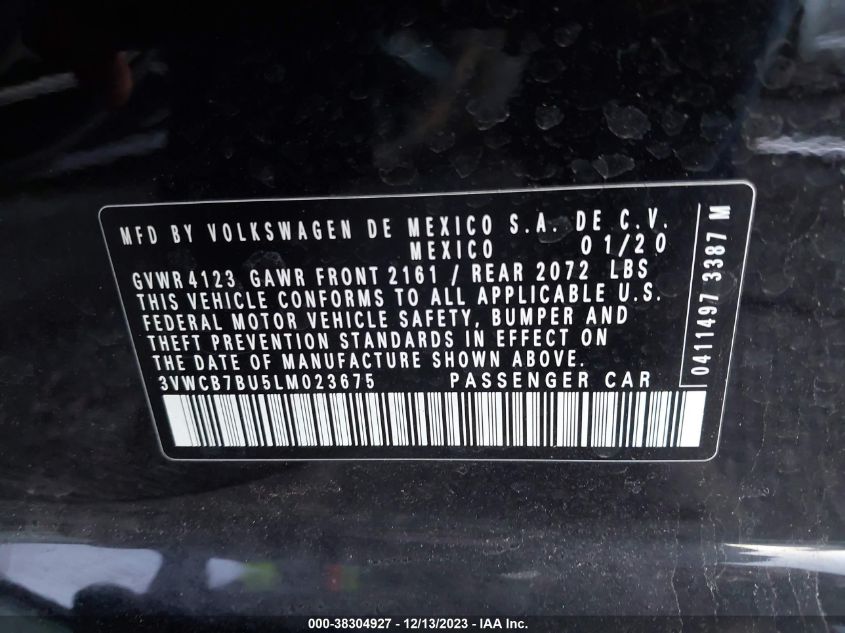 MFD BY VOLKSWAGEN DE MEXICO S.A. DE C.V.
MEXICO 01/20
GVWR 4123 GAWR FRONT 2161 / REAR 2072 LBS
THIS VEHICLE CONFORMS TO ALL APPLICABLE U.S.
FEDERAL MOTOR VEHICLE SAFETY, BUMPER AND
THEFT PREVENTION STANDARDS IN EFFECT ON
THE DATE OF MANUFACTURE SHOWN ABOVE.
3VWCB7BU5LM023675 PASSENGER CAR
0411497 3387 M
000-38304927 - 12/13/2023 - IAA Inc.